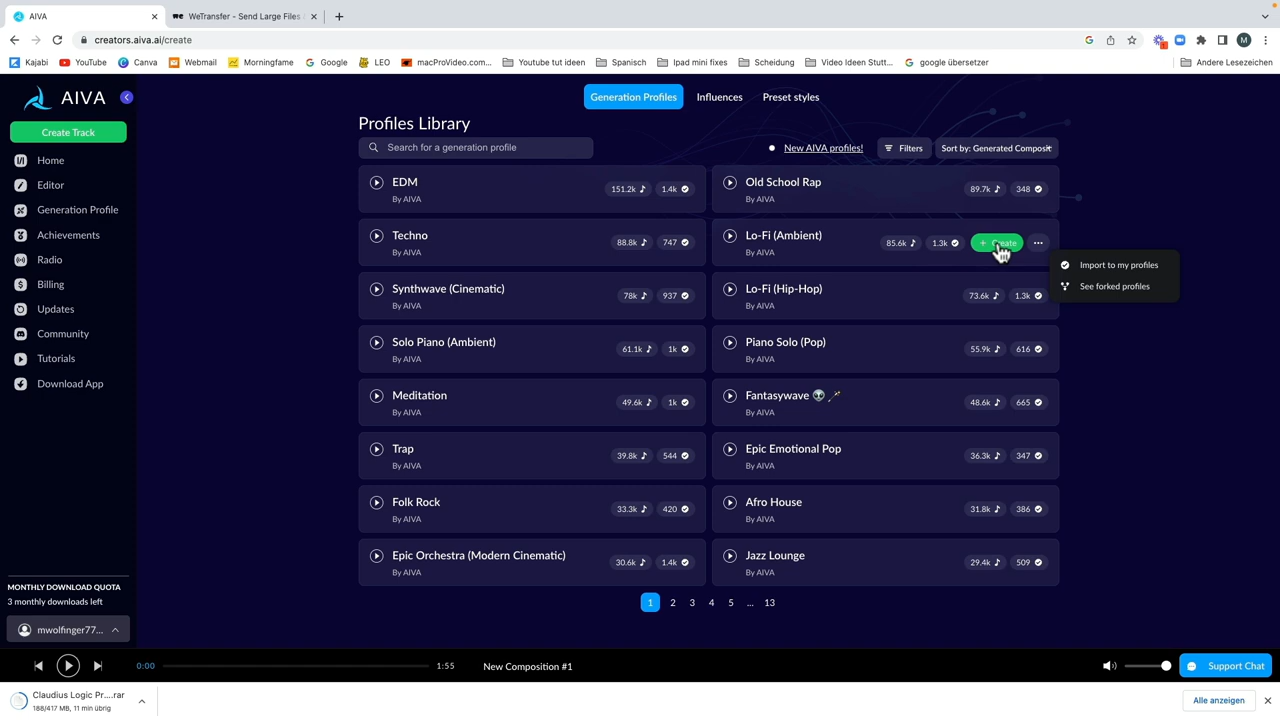 AIVA
WeTransfer - Send Large Files
creators.aiva.ai/create
M
Kajabi
YouTube
Canva
Webmail
Morningfame
Google
LEO
macProVideo.com...
Youtube tut ideen
Spanisch
Ipad mini fixes
Scheidung
Video Ideen Stutt...
google übersetzer
Andere Lesezeichen
AIVA
Create Track
Home
Editor
Generation Profile
Achievements
Radio
Billing
Updates
Community
Tutorials
Download App
MONTHLY DOWNLOAD QUOTA
3 monthly downloads left
mwolfinger77...
Generation Profiles
Influences
Preset styles
Profiles Library
Search for a generation profile
New AIVA profiles!
Filters
Sort by: Generated Composit
EDM
By AIVA
151.2k
1.4k
Old School Rap
By AIVA
89.7k
348
Techno
By AIVA
88.8k
747
Lo-Fi (Ambient)
By AIVA
85.6k
1.3k
+ Create
Import to my profiles
See forked profiles
Synthwave (Cinematic)
By AIVA
78k
937
Lo-Fi (Hip-Hop)
By AIVA
73.6k
1.3k
Solo Piano (Ambient)
By AIVA
61.1k
1k
Piano Solo (Pop)
By AIVA
55.9k
616
Meditation
By AIVA
49.6k
1k
Fantasywave 👽 🪄
By AIVA
48.6k
665
Trap
By AIVA
39.8k
544
Epic Emotional Pop
By AIVA
36.3k
347
Folk Rock
By AIVA
33.3k
420
Afro House
By AIVA
31.8k
386
Epic Orchestra (Modern Cinematic)
By AIVA
30.6k
1.4k
Jazz Lounge
By AIVA
29.4k
509
1 2 3 4 5 ... 13
0:00
1:55
New Composition #1
Support Chat
Claudius Logic Pr....rar
188/417 MB, 11 min übrig
Alle anzeigen